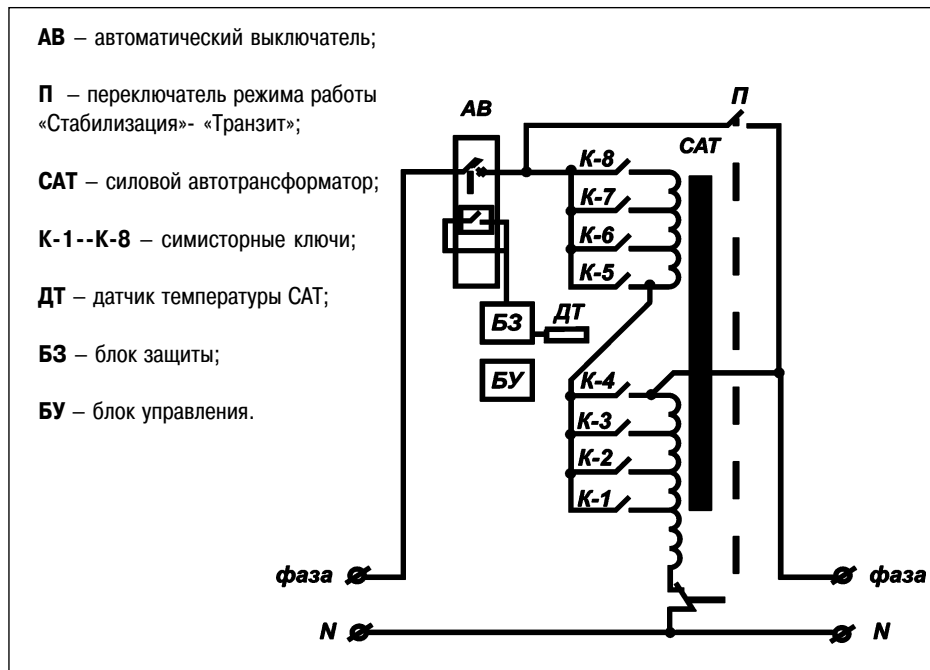 АВ – автоматический выключатель;
П – переключатель режима работы
«Стабилизация»- «Транзит»;
САТ – силовой автотрансформатор;
К-1--К-8 – симисторные ключи;
ДТ – датчик температуры САТ;
БЗ – блок защиты;
БУ – блок управления.
АВ
П
САТ
К-8
К-7
К-6
К-5
БЗ
ДТ
БУ
К-4
К-3
К-2
К-1
фаза
фаза
N
N